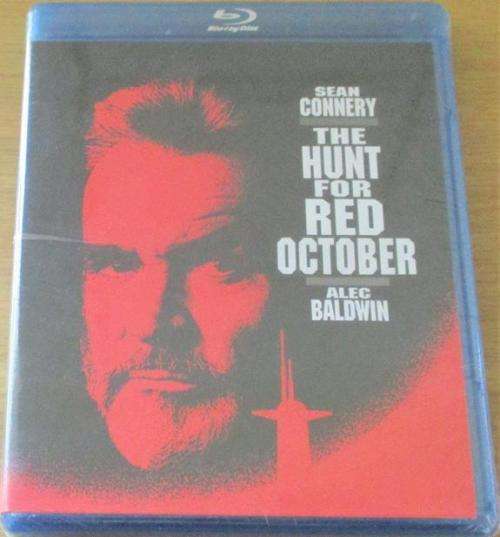 Blu-ray Disc
SEAN
CONNERY
THE
HUNT
FOR
RED
OCTOBER
ALEC
BALDWIN